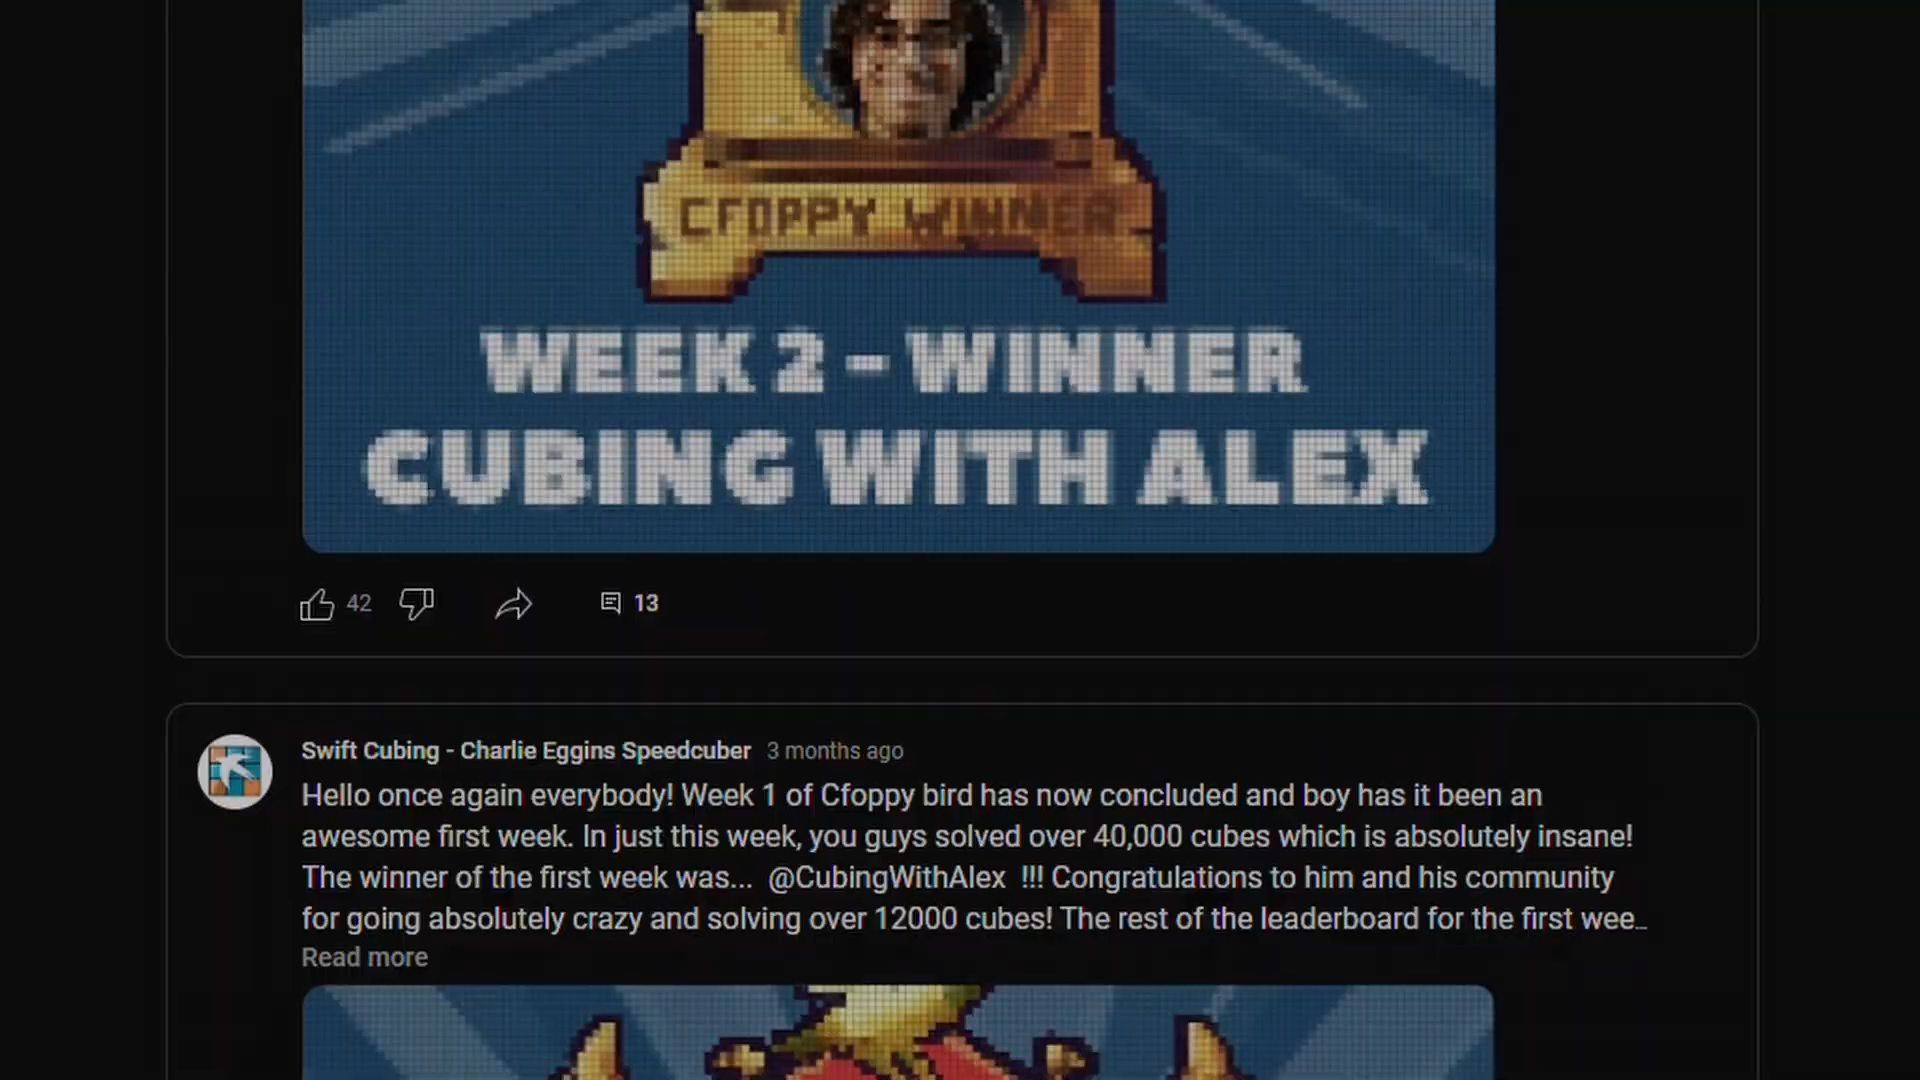 CFOPPY WINNER
WEEK 2 - WINNER
CUBING WITH ALEX
42
13
Swift Cubing - Charlie Eggins Speedcuber 3 months ago
Hello once again everybody! Week 1 of Cfoppy bird has now concluded and boy has it been an
awesome first week. In just this week, you guys solved over 40,000 cubes which is absolutely insane!
The winner of the first week was... @CubingWithAlex !!! Congratulations to him and his community
for going absolutely crazy and solving over 12000 cubes! The rest of the leaderboard for the first wee...
Read more